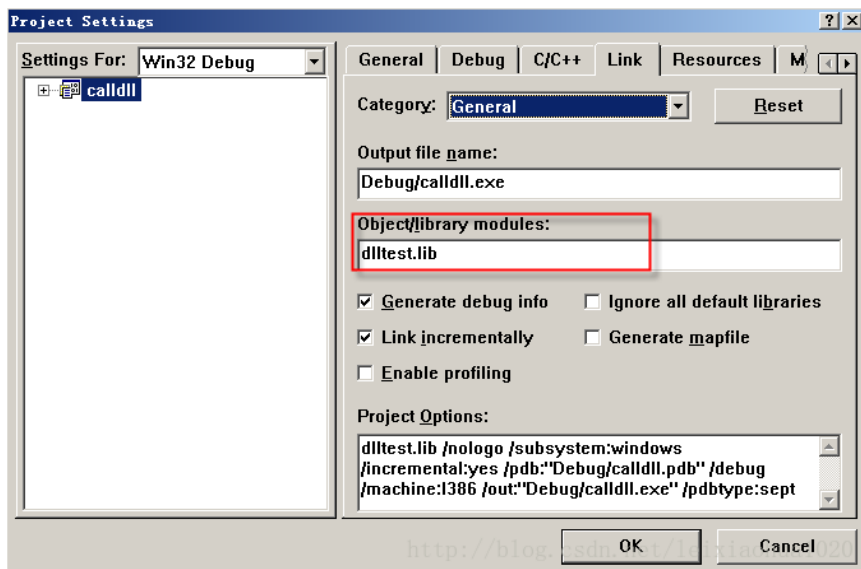 Project Settings
Settings For: Win32 Debug
calldll
General Debug C/C++ Link Resources M
Category: General Reset
Output file name:
Debug/calldll.exe
Object/library modules:
dlltest.lib
Generate debug info Ignore all default libraries
Link incrementally Generate mapfile
Enable profiling
Project Options:
dlltest.lib /nologo /subsystem:windows
/incremental:yes /pdb:"Debug/calldll.pdb" /debug
/machine:I386 /out:"Debug/calldll.exe" /pdbtype:sept
OK Cancel